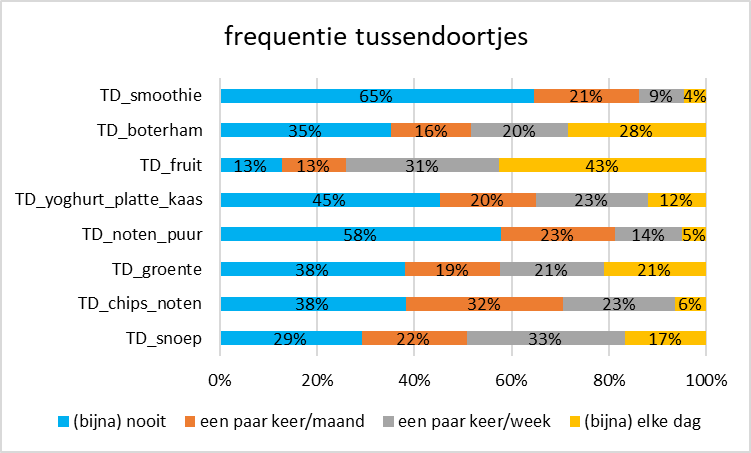 frequentie tussendoortjes
TD_smoothie 65% 21% 9% 4%
TD_boterham 35% 16% 20% 28%
TD_fruit 13% 13% 31% 43%
TD_yoghurt_platte_kaas 45% 20% 23% 12%
TD_noten_puur 58% 23% 14% 5%
TD_groente 38% 19% 21% 21%
TD_chips_noten 38% 32% 23% 6%
TD_snoep 29% 22% 33% 17%
0% 20% 40% 60% 80% 100%
(bijna) nooit een paar keer/maand een paar keer/week (bijna) elke dag